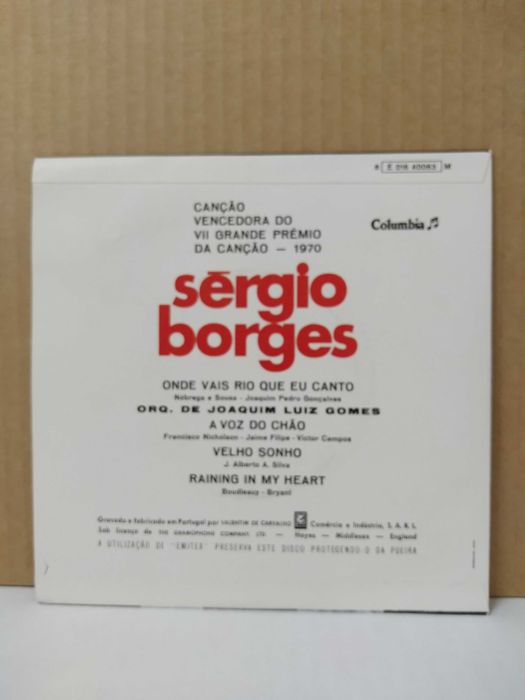 8 E 016 40065 M
CANÇÃO
VENCEDORA DO
VII GRANDE PRÉMIO
DA CANÇÃO — 1970
Columbia
sérgio
borges
ONDE VAIS RIO QUE EU CANTO
Nóbrega e Sousa - Joaquim Pedro Gonçalves
ORQ. DE JOAQUIM LUIZ GOMES
A VOZ DO CHÃO
Francisco Nicholson - Jaime Filipe - Victor Campos
VELHO SONHO
J. Alberto A. Silva
RAINING IN MY HEART
Boudleaux - Bryant
Gravado e fabricado em Portugal por VALENTIM DE CARVALHO Comércio e Indústria, S. A. R. L.
Sob licença de THE GRAMOPHONE COMPANY LTD. — Hayes — Middlesex — England
A UTILIZAÇÃO DE "EMITEX" PRESERVA ESTE DISCO PROTEGENDO O DA POEIRA